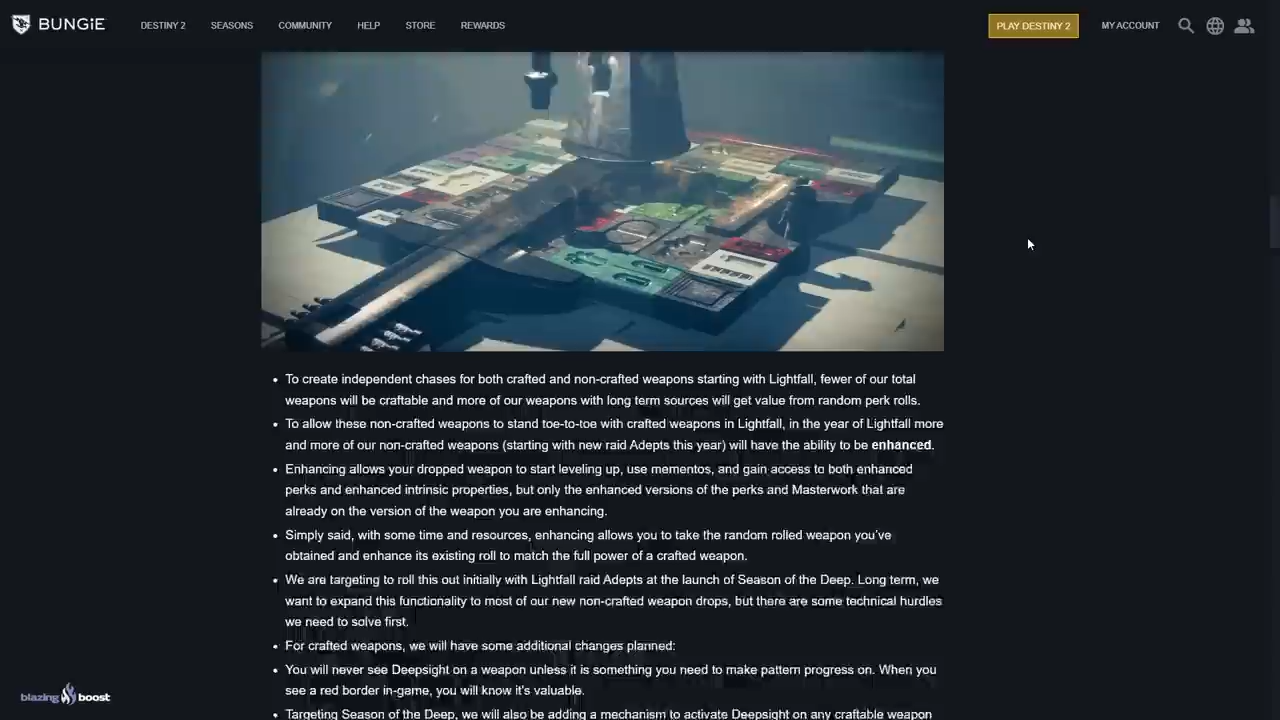 BUNGiE
DESTINY 2
SEASONS
COMMUNITY
HELP
STORE
REWARDS
PLAY DESTINY 2
MY ACCOUNT
• To create independent chases for both crafted and non-crafted weapons starting with Lightfall, fewer of our total
weapons will be craftable and more of our weapons with long term sources will get value from random perk rolls.
• To allow these non-crafted weapons to stand toe-to-toe with crafted weapons in Lightfall, in the year of Lightfall more
and more of our non-crafted weapons (starting with new raid Adepts this year) will have the ability to be enhanced.
• Enhancing allows your dropped weapon to start leveling up, use mementos, and gain access to both enhanced
perks and enhanced intrinsic properties, but only the enhanced versions of the perks and Masterwork that are
already on the version of the weapon you are enhancing.
• Simply said, with some time and resources, enhancing allows you to take the random rolled weapon you've
obtained and enhance its existing roll to match the full power of a crafted weapon.
• We are targeting to roll this out initially with Lightfall raid Adepts at the launch of Season of the Deep. Long term, we
want to expand this functionality to most of our new non-crafted weapon drops, but there are some technical hurdles
we need to solve first.
• For crafted weapons, we will have some additional changes planned:
• You will never see Deepsight on a weapon unless it is something you need to make pattern progress on. When you
see a red border in-game, you will know it's valuable.
• Targeting Season of the Deep, we will also be adding a mechanism to activate Deepsight on any craftable weapon
blazing boost